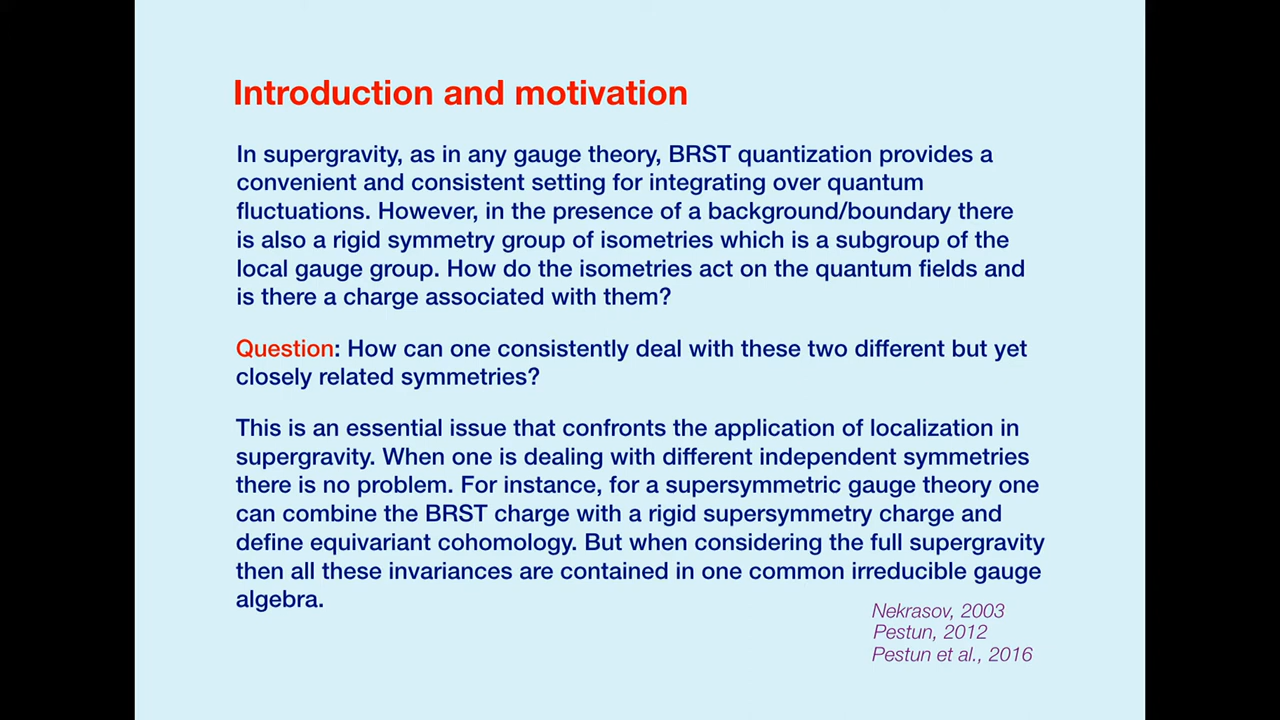 Introduction and motivation
In supergravity, as in any gauge theory, BRST quantization provides a
convenient and consistent setting for integrating over quantum
fluctuations. However, in the presence of a background/boundary there
is also a rigid symmetry group of isometries which is a subgroup of the
local gauge group. How do the isometries act on the quantum fields and
is there a charge associated with them?
Question: How can one consistently deal with these two different but yet
closely related symmetries?
This is an essential issue that confronts the application of localization in
supergravity. When one is dealing with different independent symmetries
there is no problem. For instance, for a supersymmetric gauge theory one
can combine the BRST charge with a rigid supersymmetry charge and
define equivariant cohomology. But when considering the full supergravity
then all these invariances are contained in one common irreducible gauge
algebra.
Nekrasov, 2003
Pestun, 2012
Pestun et al., 2016